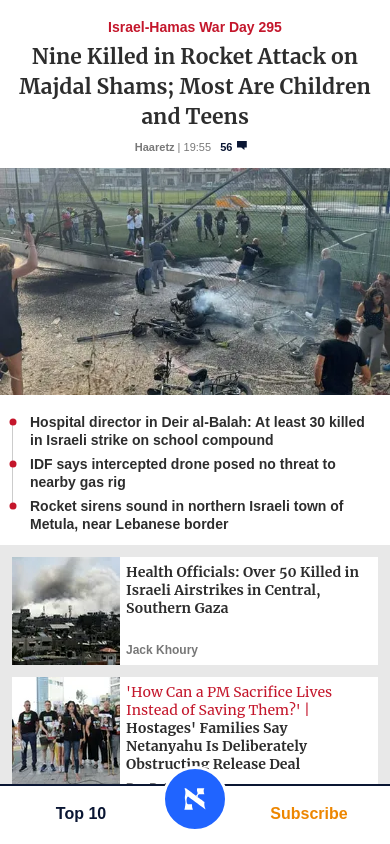 Israel-Hamas War Day 295
Nine Killed in Rocket Attack on
Majdal Shams; Most Are Children
and Teens
Haaretz | 19:55 56
Hospital director in Deir al-Balah: At least 30 killed
in Israeli strike on school compound
IDF says intercepted drone posed no threat to
nearby gas rig
Rocket sirens sound in northern Israeli town of
Metula, near Lebanese border
Health Officials: Over 50 Killed in
Israeli Airstrikes in Central,
Southern Gaza
Jack Khoury
'How Can a PM Sacrifice Lives
Instead of Saving Them?' |
Hostages' Families Say
Netanyahu Is Deliberately
Obstructing Release Deal
Top 10
Subscribe